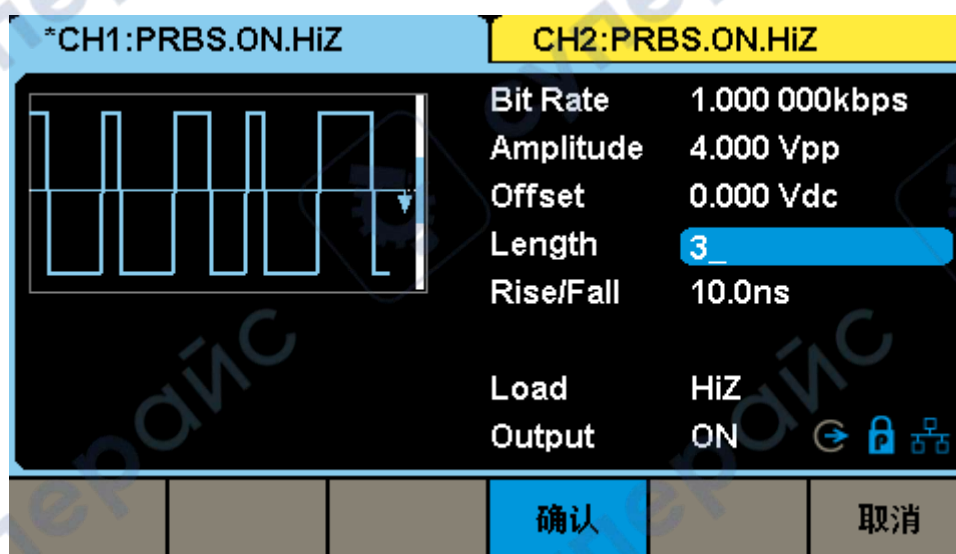 *CH1:PRBS.ON.HiZ
CH2:PRBS.ON.HiZ
Bit Rate 1.000 000kbps
Amplitude 4.000 Vpp
Offset 0.000 Vdc
Length 3_
Rise/Fall 10.0ns
Load HiZ
Output ON
P
确认
取消